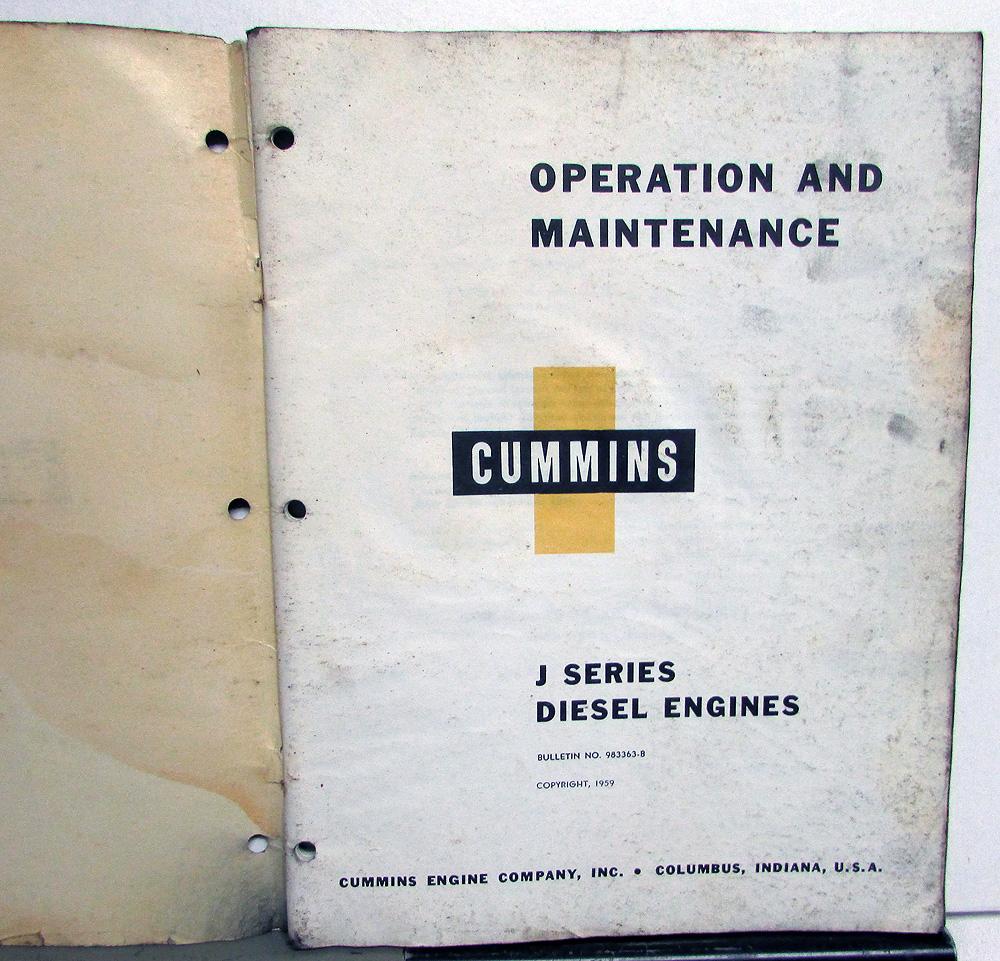 OPERATION AND
MAINTENANCE
CUMMINS
J SERIES
DIESEL ENGINES
BULLETIN NO. 983363-B
COPYRIGHT, 1959
CUMMINS ENGINE COMPANY, INC. • COLUMBUS, INDIANA, U.S.A.